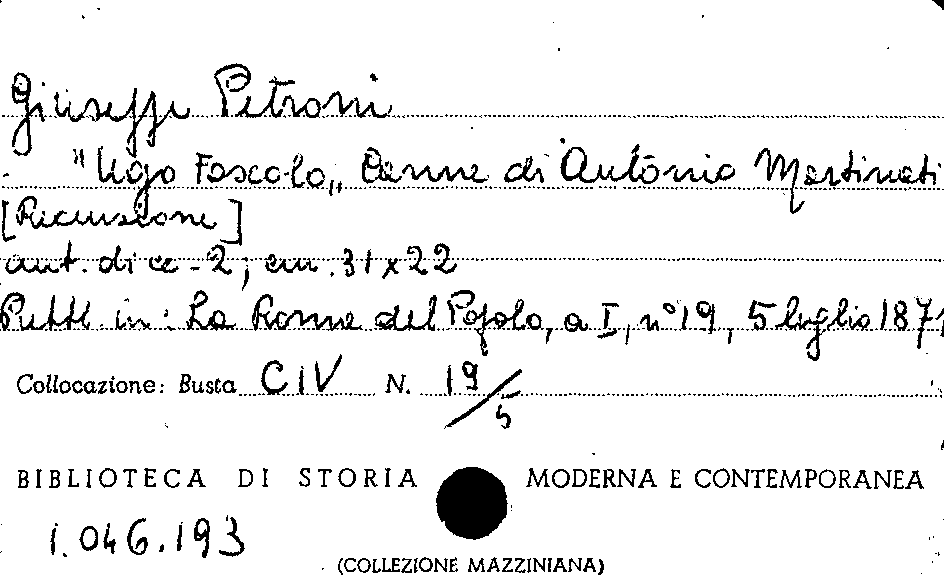 Giuseppe Petroni
"Ugo Foscolo„ Carme di Antonio Martinati
[Recensione]
aut. di cc. 2; cm. 31 x 22
Pubbl. in: La Roma del Popolo, a I, n° 19, 5 luglio 1871
Collocazione: Busta CIV N. 19/5
BIBLIOTECA DI STORIA MODERNA E CONTEMPORANEA
1.046.193
(COLLEZIONE MAZZINIANA)